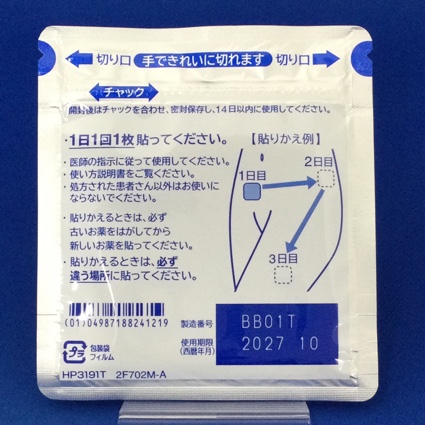 切り口 手できれいに切れます 切り口
チャック
開封後はチャックを合わせ、密封保存し、14日以内に使用してください。
・1日1回1枚貼ってください。
・医師の指示に従って使用してください。
・使い方説明書をご覧ください。
・処方された患者さん以外はお使いに
ならないでください。
・貼りかえるときは、必ず
古いお薬をはがしてから
新しいお薬を貼ってください。
・貼りかえるときは、必ず
違う場所に貼ってください。
【貼りかえ例】
1日目
2日目
3日目
(01)04987188241219
製造番号 BB01T
使用期限
(西暦年月) 2027 10
プラ
包装袋
フィルム
HP3191T 2F702M-A